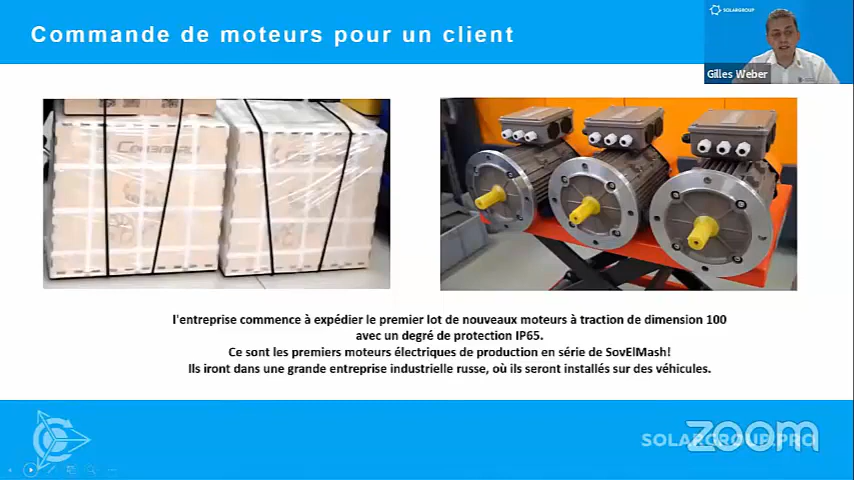 Commande de moteurs pour un client
SOLARGROUP
Gilles Weber
l'entreprise commence à expédier le premier lot de nouveaux moteurs à traction de dimension 100
avec un degré de protection IP65.
Ce sont les premiers moteurs électriques de production en série de SovElMash!
Ils iront dans une grande entreprise industrielle russe, où ils seront installés sur des véhicules.
SOLARGROUP.PRO
zoom